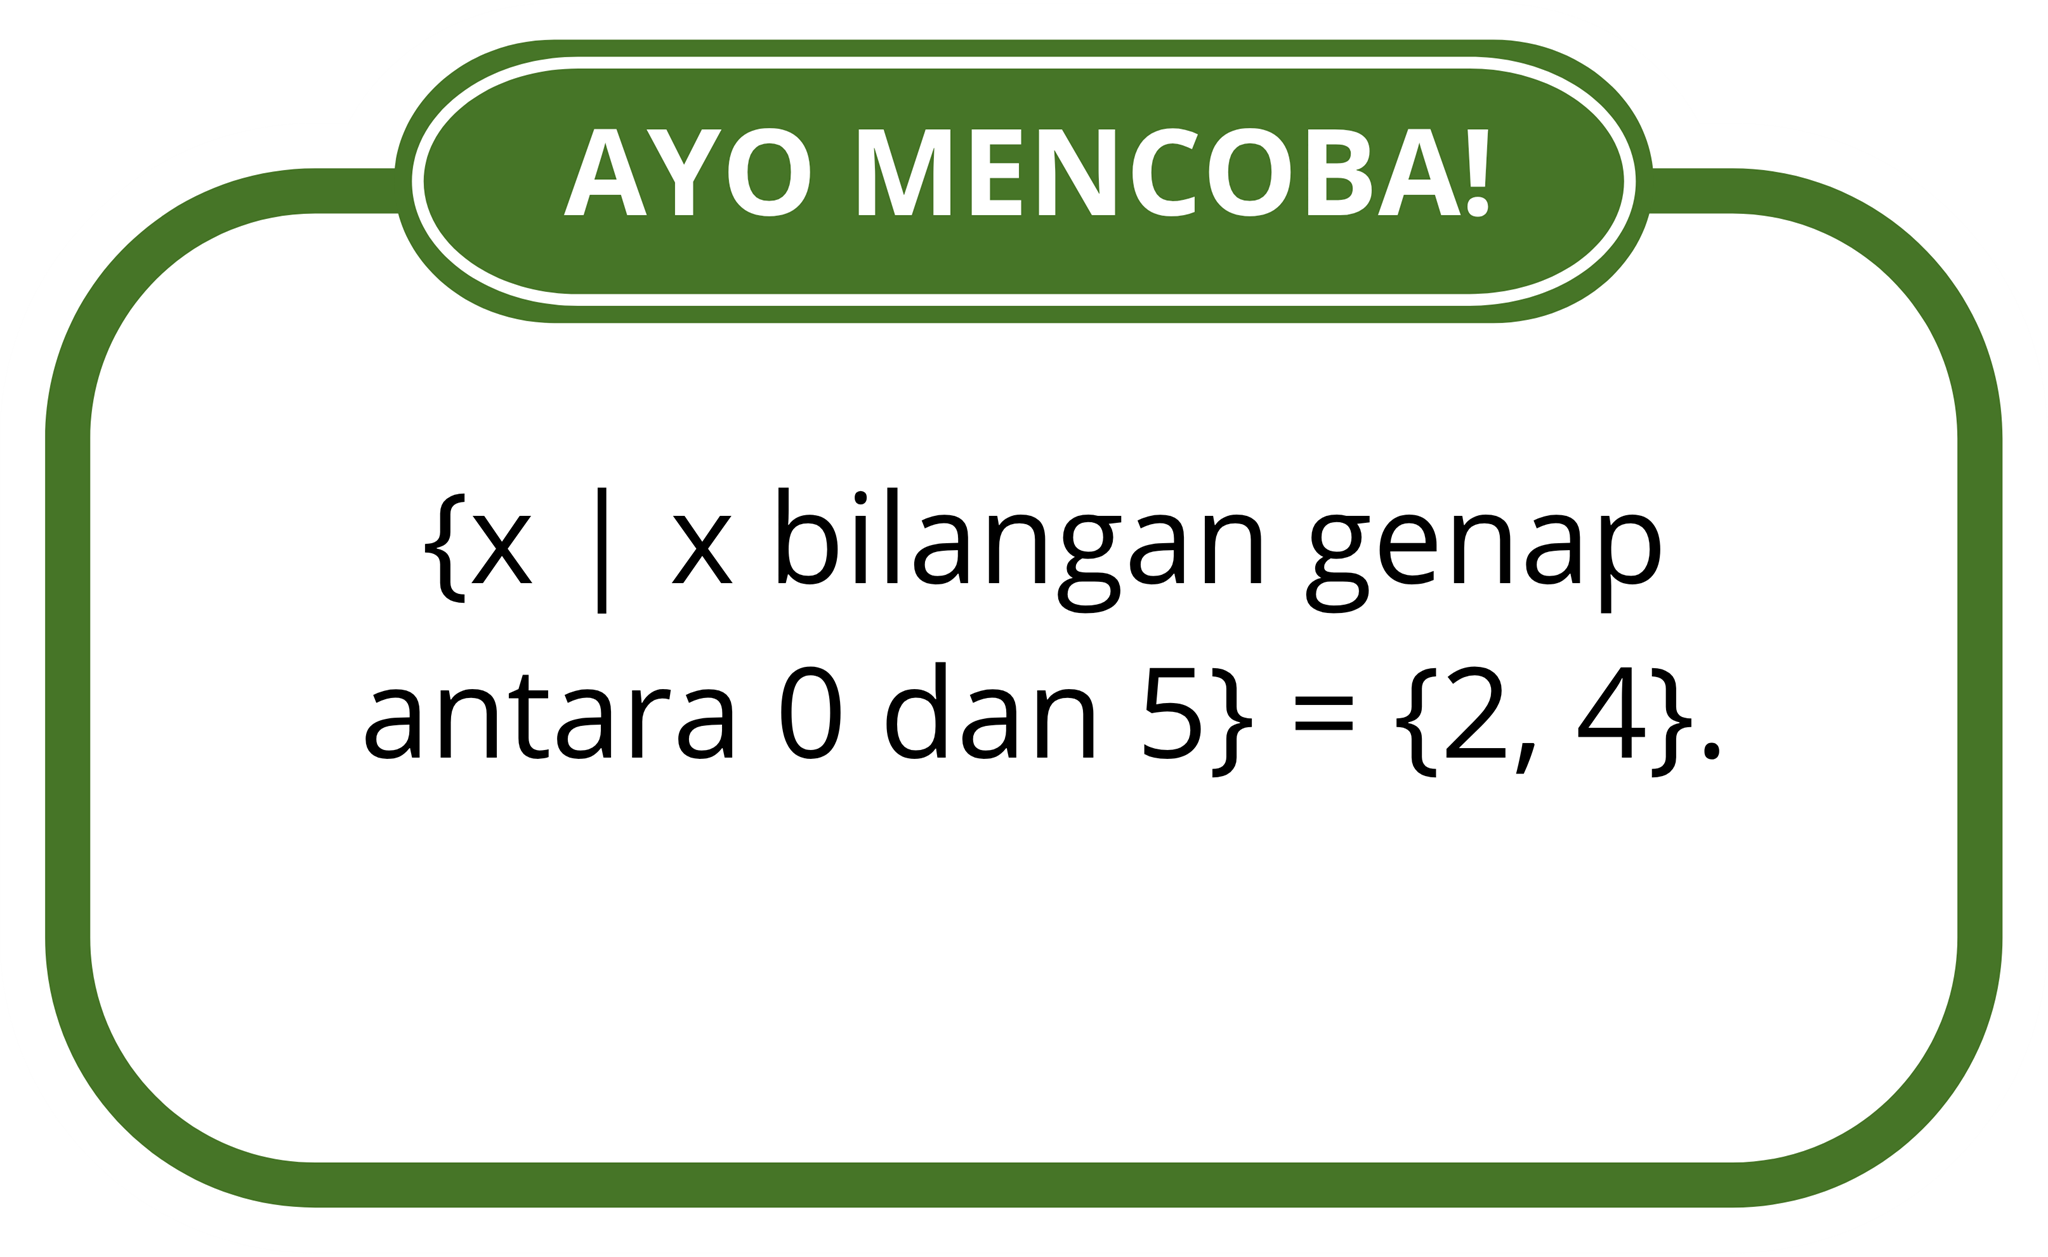 AYO MENCOBA!
{x | x bilangan genap
antara 0 dan 5} = {2, 4}.